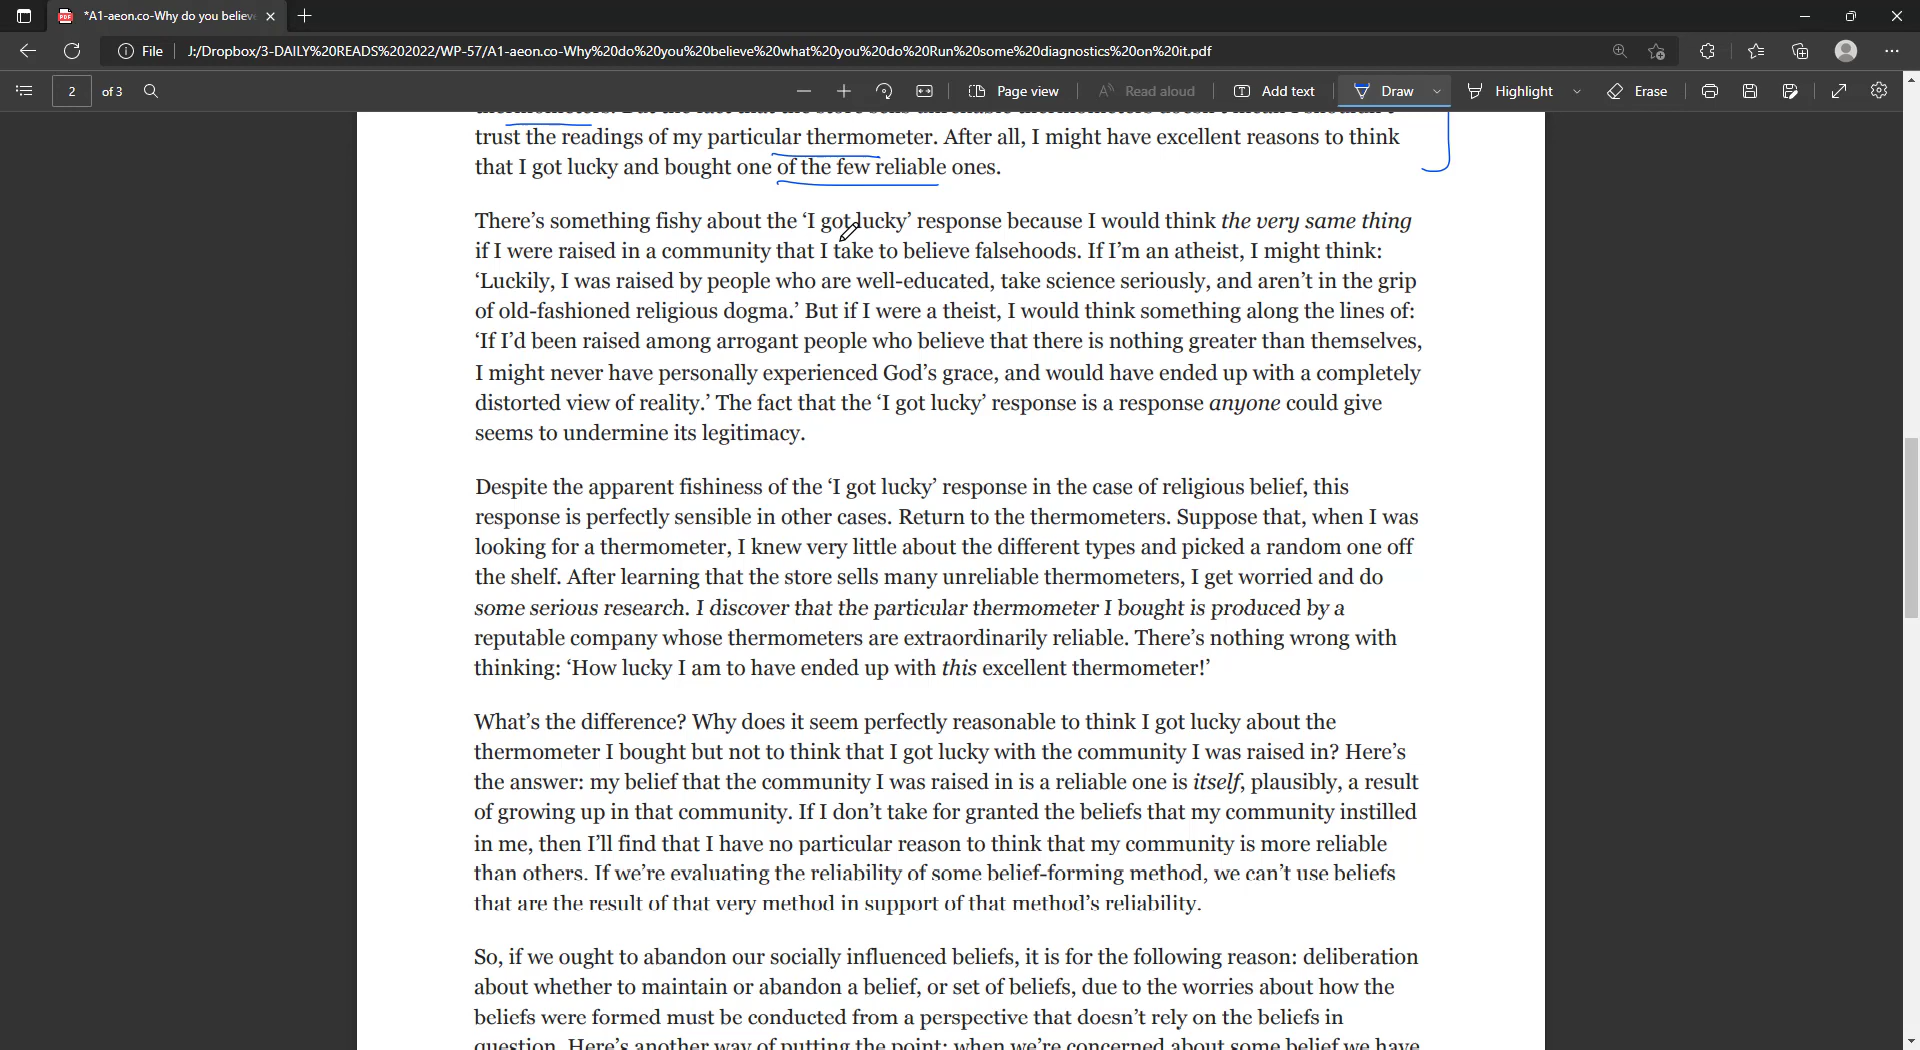 *A1-aeon.co-Why do you believe
File
J:/Dropbox/3-DAILY%20READS%202022/WP-57/A1-aeon.co-Why%20do%20you%20believe%20what%20you%20do%20Run%20some%20diagnostics%20on%20it.pdf
2 of 3
Page view
Read aloud
Add text
Draw
Highlight
Erase
trust the readings of my particular thermometer. After all, I might have excellent reasons to think
that I got lucky and bought one of the few reliable ones.
There’s something fishy about the ‘I got lucky’ response because I would think the very same thing
if I were raised in a community that I take to believe falsehoods. If I’m an atheist, I might think:
‘Luckily, I was raised by people who are well-educated, take science seriously, and aren’t in the grip
of old-fashioned religious dogma.’ But if I were a theist, I would think something along the lines of:
‘If I’d been raised among arrogant people who believe that there is nothing greater than themselves,
I might never have personally experienced God’s grace, and would have ended up with a completely
distorted view of reality.’ The fact that the ‘I got lucky’ response is a response anyone could give
seems to undermine its legitimacy.
Despite the apparent fishiness of the ‘I got lucky’ response in the case of religious belief, this
response is perfectly sensible in other cases. Return to the thermometers. Suppose that, when I was
looking for a thermometer, I knew very little about the different types and picked a random one off
the shelf. After learning that the store sells many unreliable thermometers, I get worried and do
some serious research. I discover that the particular thermometer I bought is produced by a
reputable company whose thermometers are extraordinarily reliable. There’s nothing wrong with
thinking: ‘How lucky I am to have ended up with this excellent thermometer!’
What’s the difference? Why does it seem perfectly reasonable to think I got lucky about the
thermometer I bought but not to think that I got lucky with the community I was raised in? Here’s
the answer: my belief that the community I was raised in is a reliable one is itself, plausibly, a result
of growing up in that community. If I don’t take for granted the beliefs that my community instilled
in me, then I’ll find that I have no particular reason to think that my community is more reliable
than others. If we’re evaluating the reliability of some belief-forming method, we can’t use beliefs
that are the result of that very method in support of that method’s reliability.
So, if we ought to abandon our socially influenced beliefs, it is for the following reason: deliberation
about whether to maintain or abandon a belief, or set of beliefs, due to the worries about how the
beliefs were formed must be conducted from a perspective that doesn’t rely on the beliefs in
question. Here’s another way of putting the point: when we’re concerned about some belief we have